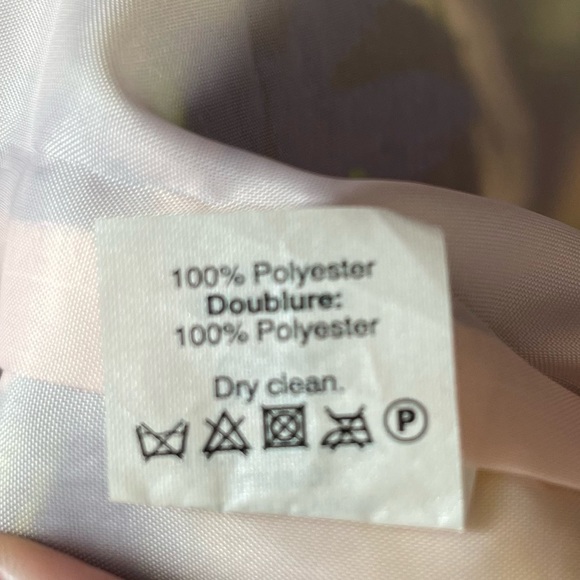 100% Polyester
Doublure:
100% Polyester
Dry clean.
P